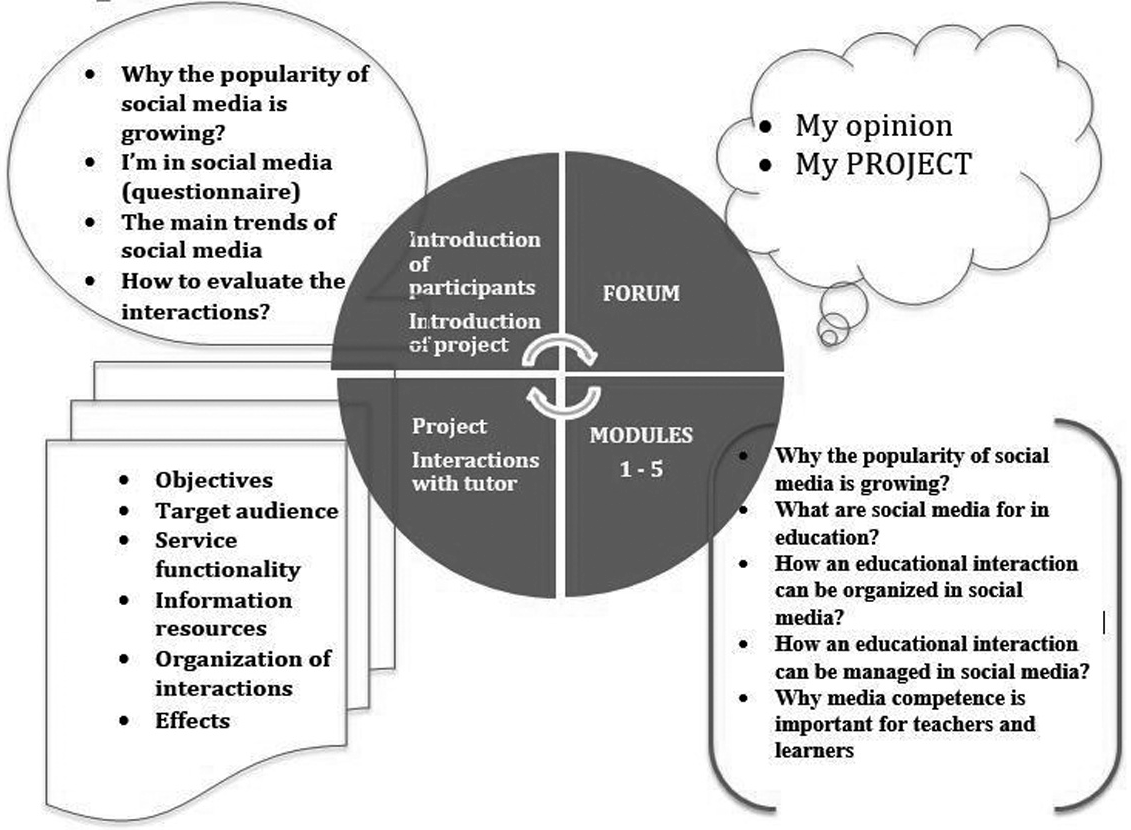 • Why the popularity of
social media is
growing?
• I’m in social media
(questionnaire)
• The main trends of
social media
• How to evaluate the
interactions?
• My opinion
• My PROJECT
Introduction
of
participants
Introduction
of project
FORUM
Project
Interactions
with tutor
MODULES
1 - 5
• Objectives
• Target audience
• Service
functionality
• Information
resources
• Organization of
interactions
• Effects
• Why the popularity of social
media is growing?
• What are social media for in
education?
• How an educational interaction
can be organized in social
media?
• How an educational interaction
can be managed in social media?
• Why media competence is
important for teachers and
learners